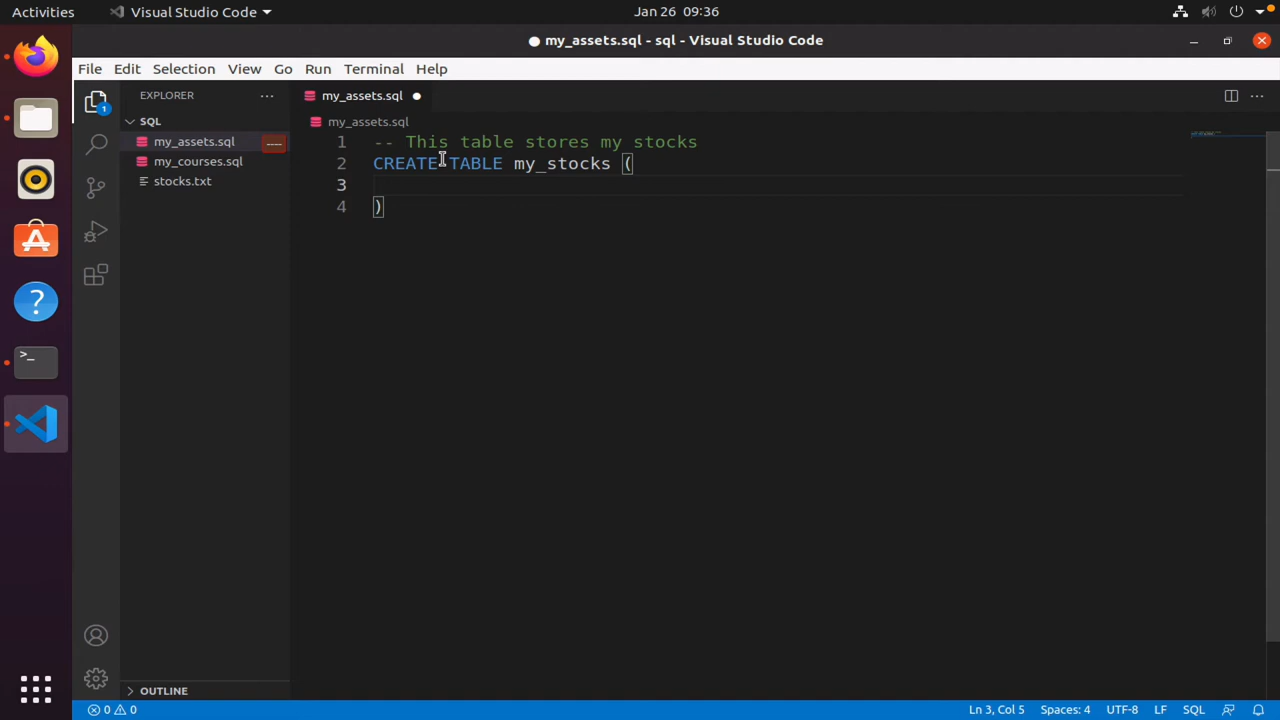 Activities
Visual Studio Code
Jan 26 09:36
my_assets.sql - sql - Visual Studio Code
File Edit Selection View Go Run Terminal Help
EXPLORER
my_assets.sql
SQL
my_assets.sql
1 -- This table stores my stocks
my_assets.sql
2 CREATE TABLE my_stocks (
my_courses.sql
3
stocks.txt
4 )
1
OUTLINE
0 0
Ln 3, Col 5
Spaces: 4
UTF-8
LF
SQL